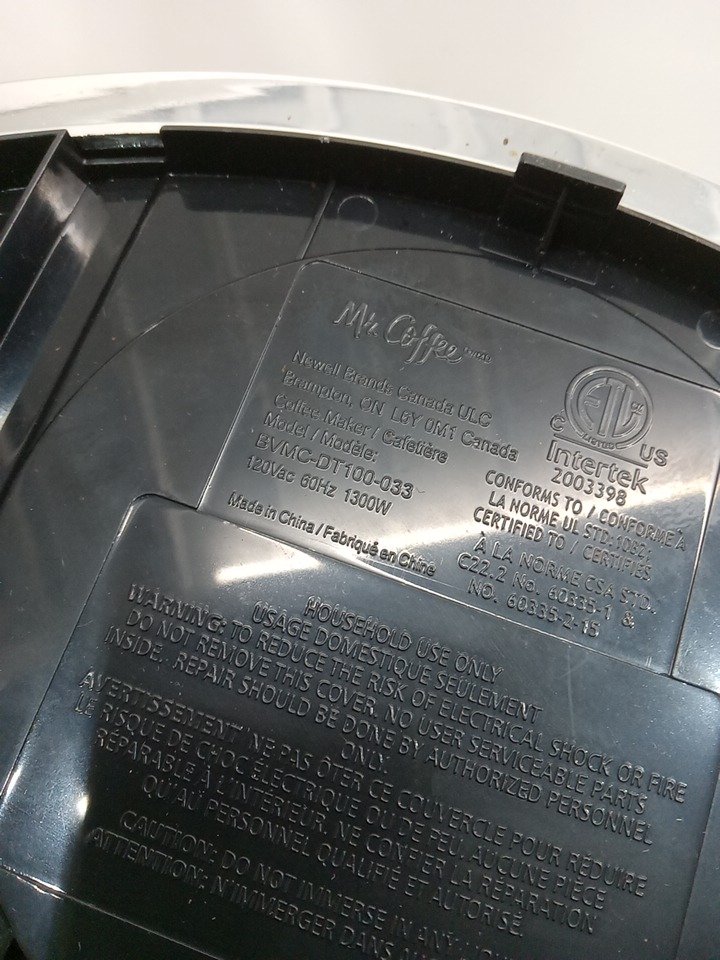 Mr. Coffee
Newell Brands Canada ULC
Brampton, ON L6Y 0M1 Canada
Coffee Maker / Cafetière
Model / Modèle:
BVMC-DT100-033
120Vac 60Hz 1300W
Made in China / Fabriqué en Chine
ETL
LISTED
C US
Intertek
2003398
CONFORMS TO / CONFORME À
LA NORME UL STD.1082;
CERTIFIED TO / CERTIFIÉS
À LA NORME CSA STD.
C22.2 No. 60335-1 &
NO. 60335-2-15
HOUSEHOLD USE ONLY
USAGE DOMESTIQUE SEULEMENT
WARNING: TO REDUCE THE RISK OF ELECTRICAL SHOCK OR FIRE
DO NOT REMOVE THIS COVER. NO USER SERVICEABLE PARTS
INSIDE. REPAIR SHOULD BE DONE BY AUTHORIZED PERSONNEL
ONLY.
AVERTISSEMENT NE PAS ÔTER CE COUVERCLE POUR RÉDUIRE
LE RISQUE DE CHOC ÉLECTRIQUE OU DE FEU. AUCUNE PIÈCE
RÉPARABLE À L'INTÉRIEUR. NE CONFIER LA RÉPARATION
QU'AU PERSONNEL QUALIFIÉ ET AUTORISÉ.
CAUTION: DO NOT IMMERSE IN ANY
ATTENTION: N'IMMERGER DANS